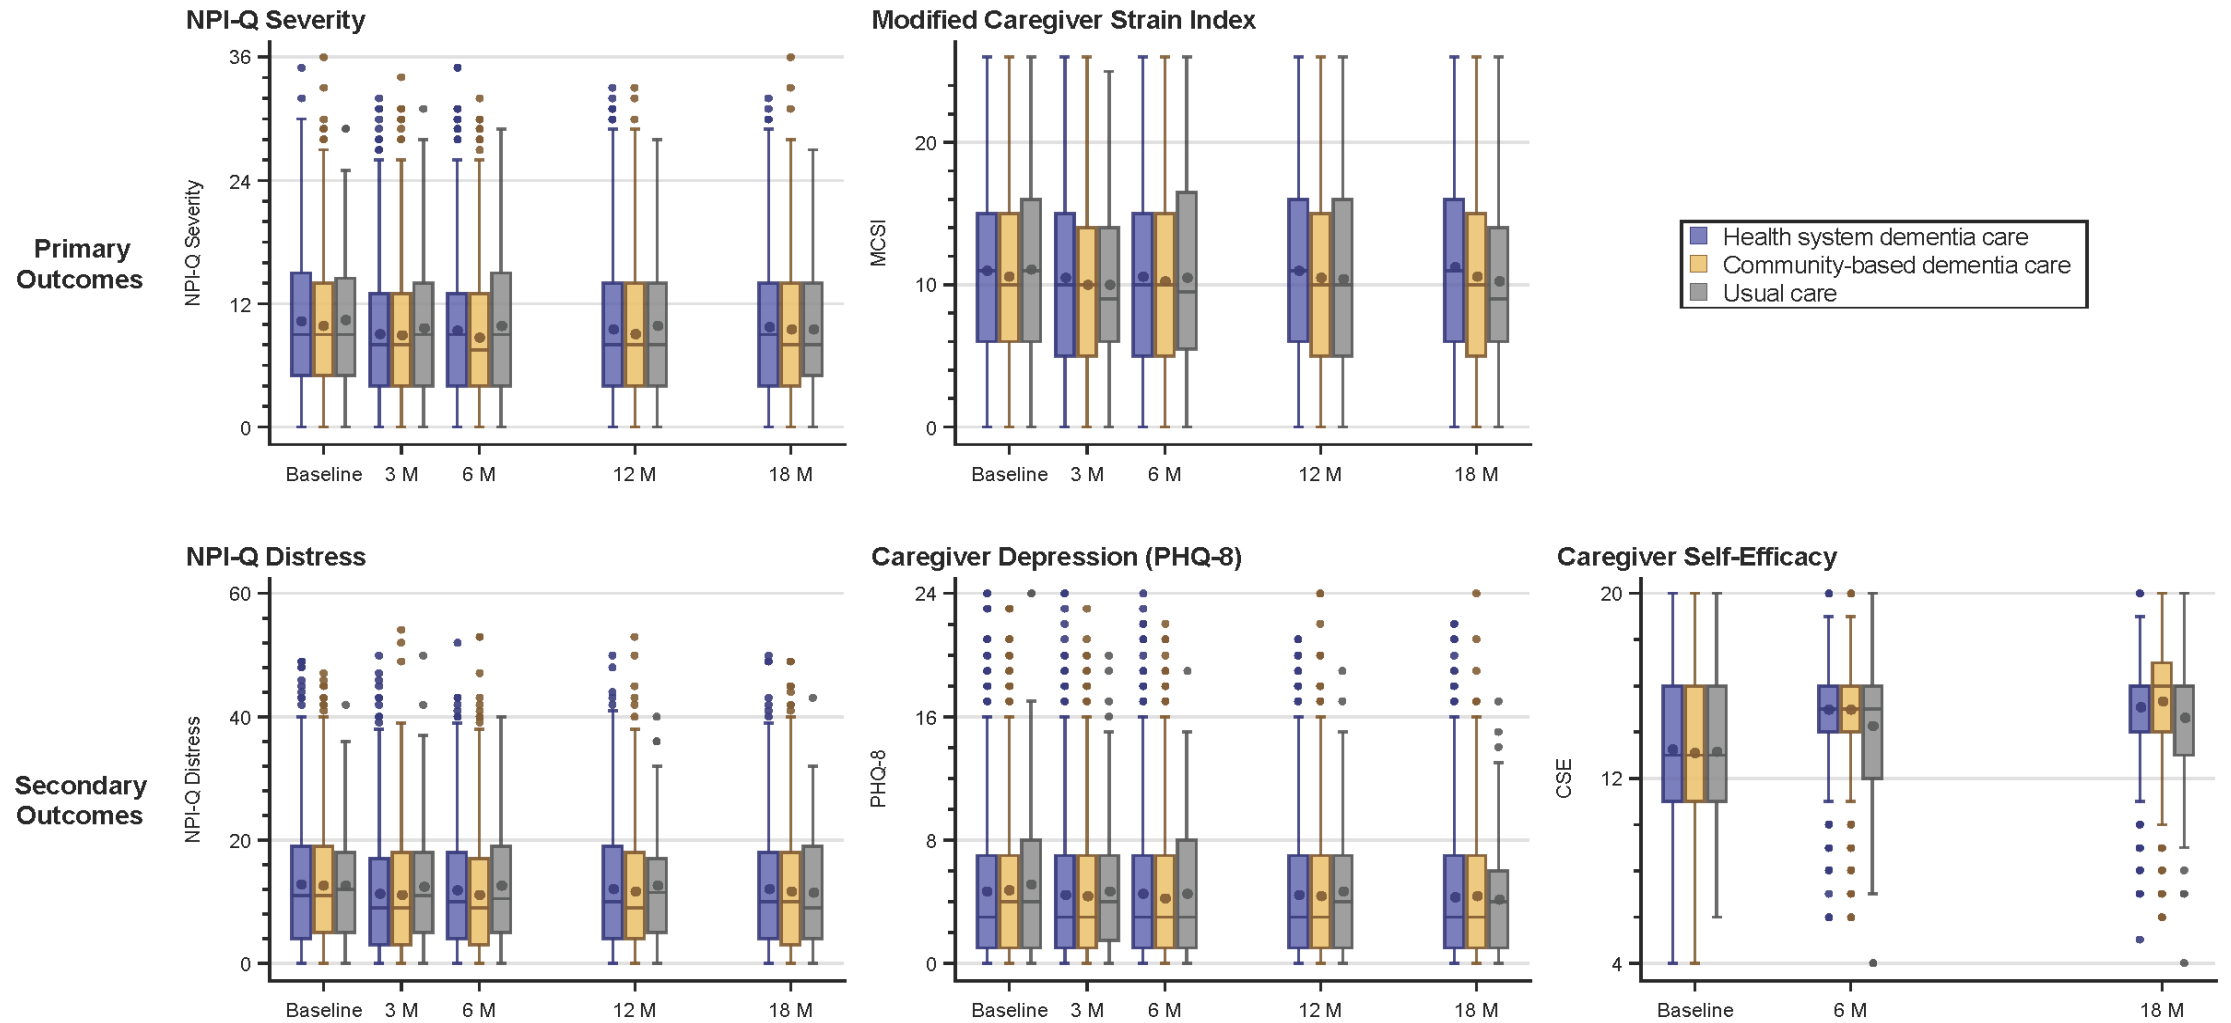 NPI-Q Severity
Modified Caregiver Strain Index
Primary
Outcomes
NPI-Q Severity
36
24
12
0
Baseline 3 M 6 M 12 M 18 M
MCSI
20
10
0
Baseline 3 M 6 M 12 M 18 M
Health system dementia care
Community-based dementia care
Usual care
NPI-Q Distress
Caregiver Depression (PHQ-8)
Caregiver Self-Efficacy
Secondary
Outcomes
NPI-Q Distress
60
40
20
0
Baseline 3 M 6 M 12 M 18 M
PHQ-8
24
16
8
0
Baseline 3 M 6 M 12 M 18 M
CSE
20
12
4
Baseline 6 M 18 M